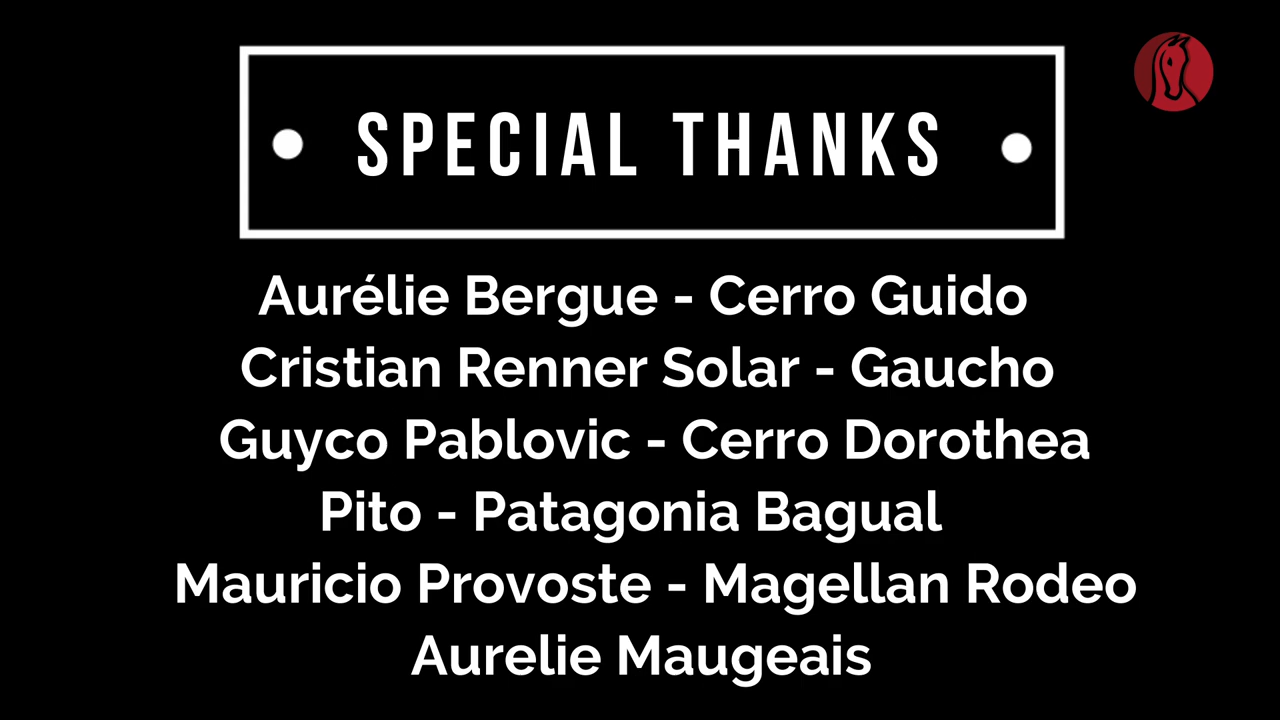 SPECIAL THANKS
Aurélie Bergue - Cerro Guido
Cristian Renner Solar - Gaucho
Guyco Pablovic - Cerro Dorothea
Pito - Patagonia Bagual
Mauricio Provoste - Magellan Rodeo
Aurelie Maugeais